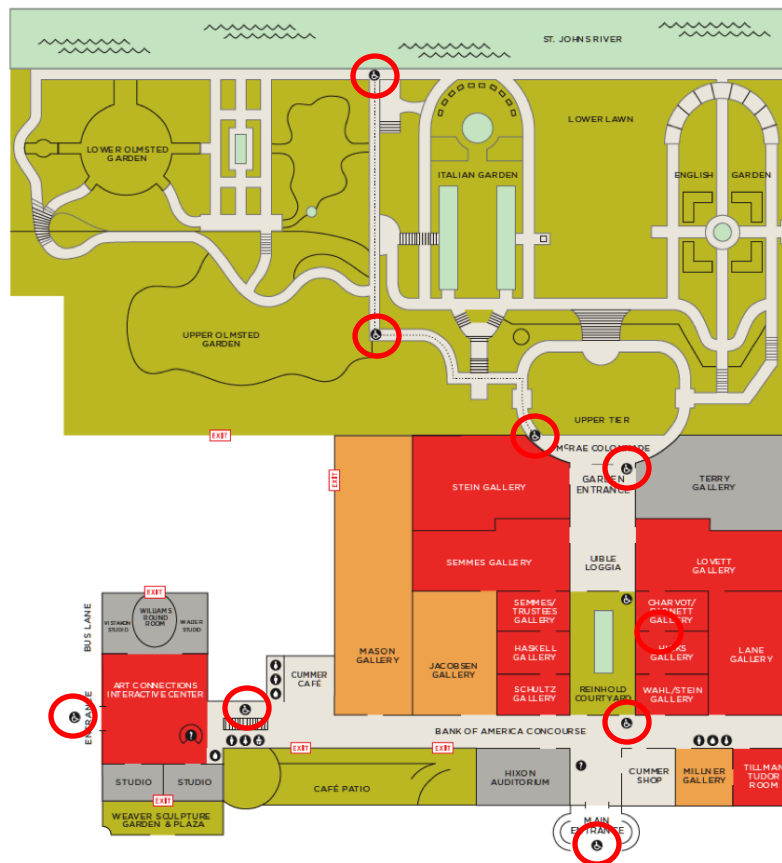 ST. JOHNS RIVER
LOWER LAWN
LOWER OLMSTED
GARDEN
ITALIAN GARDEN
ENGLISH GARDEN
UPPER OLMSTED
GARDEN
UPPER TIER
EXIT
MCRAE COLONNADE
GARDEN
ENTRANCE
EXIT
STEIN GALLERY
TERRY
GALLERY
UIBLE
LOGGIA
SEMMES GALLERY
LOVETT
GALLERY
EXIT
BUS LANE
VISTAKON
STUDIO
WILLIAMS
ROUND
ROOM
WADER
STUDIO
SEMMES/
TRUSTEES
GALLERY
CHARVOT/
GARNETT
GALLERY
MASON
GALLERY
JACOBSEN
GALLERY
HASKELL
GALLERY
HICKS
GALLERY
LANE
GALLERY
CUMMER
CAFÉ
ART CONNECTIONS
INTERACTIVE CENTER
SCHULTZ
GALLERY
REINHOLD
COURTYARD
WAHL/STEIN
GALLERY
ENTRANCE
BANK OF AMERICA CONCOURSE
EXIT
EXIT
?
?
STUDIO
STUDIO
CAFÉ PATIO
HIXON
AUDITORIUM
CUMMER
SHOP
MILLNER
GALLERY
TILLMAN
TUDOR
ROOM
EXIT
WEAVER SCULPTURE
GARDEN & PLAZA
MAIN
ENTRANCE